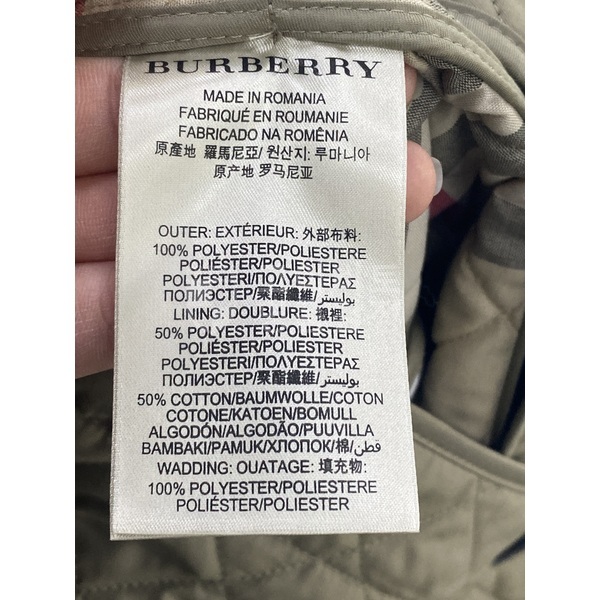 BURBERRY
MADE IN ROMANIA
FABRIQUÉ EN ROUMANIE
FABRICADO NA ROMÊNIA
原產地 羅馬尼亞/ 원산지: 루마니아
原产地 罗马尼亚
OUTER: EXTÉRIEUR: 外部布料:
100% POLYESTER/POLIESTERE
POLIÉSTER/POLIESTER
POLYESTERI/ΠΟΛΥΕΣΤΕΡΑΣ
ПОЛИЭСТЕР/聚酯纖維/بوليستر
LINING: DOUBLURE: 襯裡:
50% POLYESTER/POLIESTERE
POLIÉSTER/POLIESTER
POLYESTERI/ΠΟΛΥΕΣΤΕΡΑΣ
ПОЛИЭСТЕР/聚酯纖維/بوليستر
50% COTTON/BAUMWOLLE/COTON
COTONE/KATOEN/BOMULL
ALGODÓN/ALGODÃO/PUUVILLA
BAMBAKI/PAMUK/ХЛОПОК/棉/قطن
WADDING: OUATAGE: 填充物:
100% POLYESTER/POLIESTERE
POLIÉSTER/POLIESTER